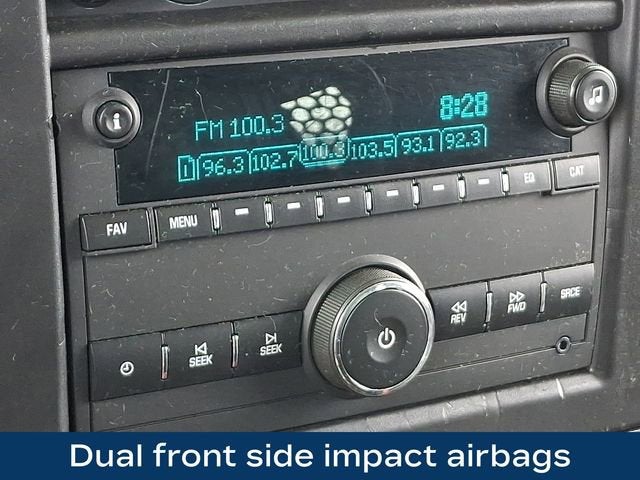 8:28
FM 100.3
1 96.3 102.7 100.3 103.5 93.1 92.3
i
FAV MENU EQ CAT
REV FWD SRCE
SEEK SEEK
Dual front side impact airbags